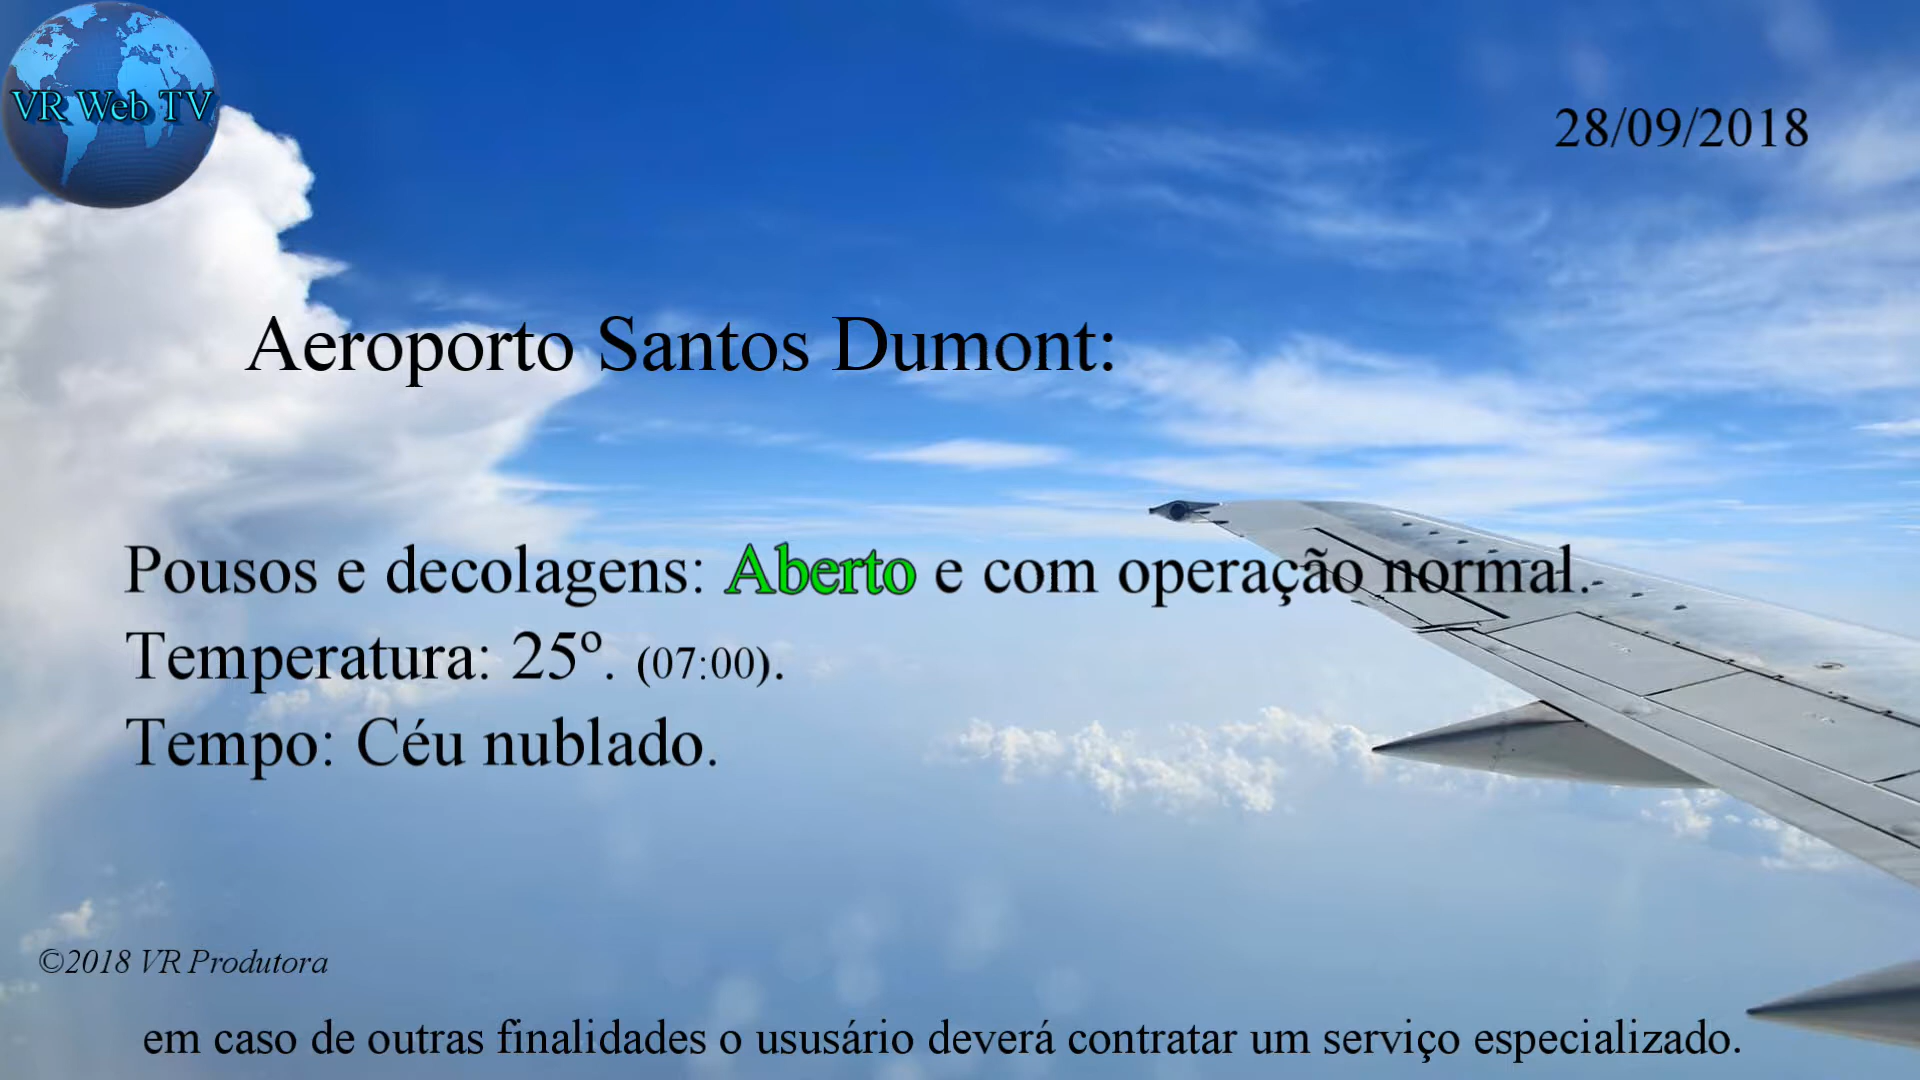 VR Web TV
28/09/2018
Aeroporto Santos Dumont:
Pousos e decolagens: Aberto e com operação normal.
Temperatura: 25º. (07:00).
Tempo: Céu nublado.
©2018 VR Produtora
em caso de outras finalidades o ususário deverá contratar um serviço especializado.